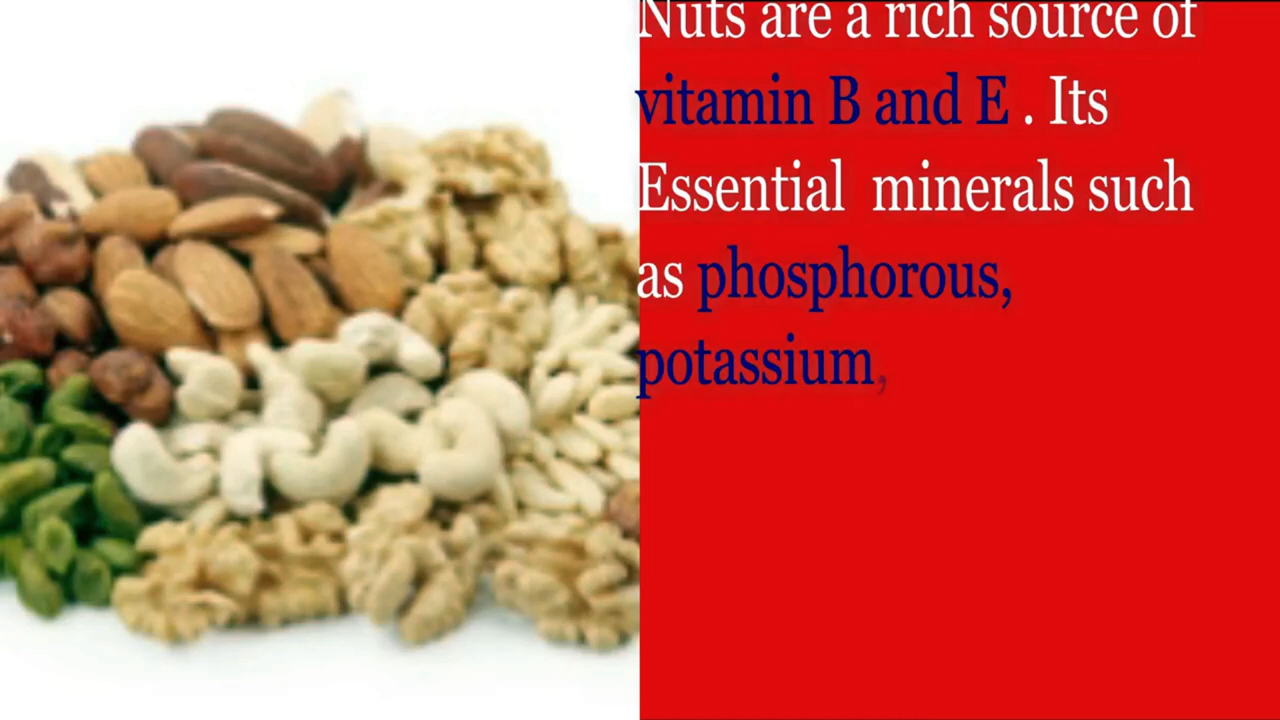 Nuts are a rich source of
vitamin B and E . Its
Essential  minerals such
as phosphorous,
potassium,